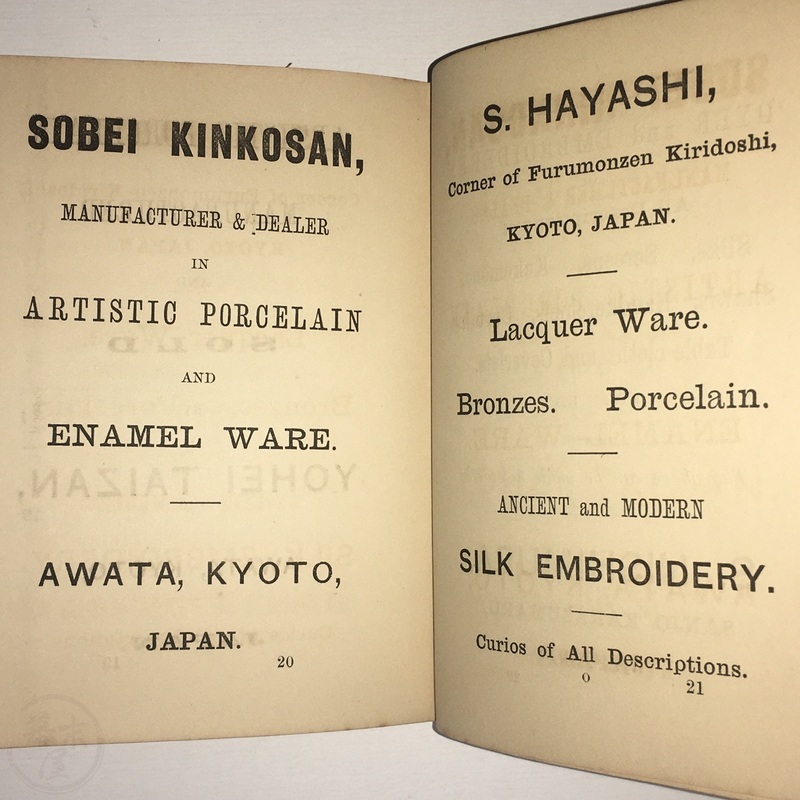 SOBEI KINKOSAN,
MANUFACTURER & DEALER
IN
ARTISTIC PORCELAIN
AND
ENAMEL WARE.
AWATA, KYOTO,
JAPAN.
20
S. HAYASHI,
Corner of Furumonzen Kiridoshi,
KYOTO, JAPAN.
Lacquer Ware.
Bronzes. Porcelain.
ANCIENT and MODERN
SILK EMBROIDERY.
Curios of All Descriptions.
O
21